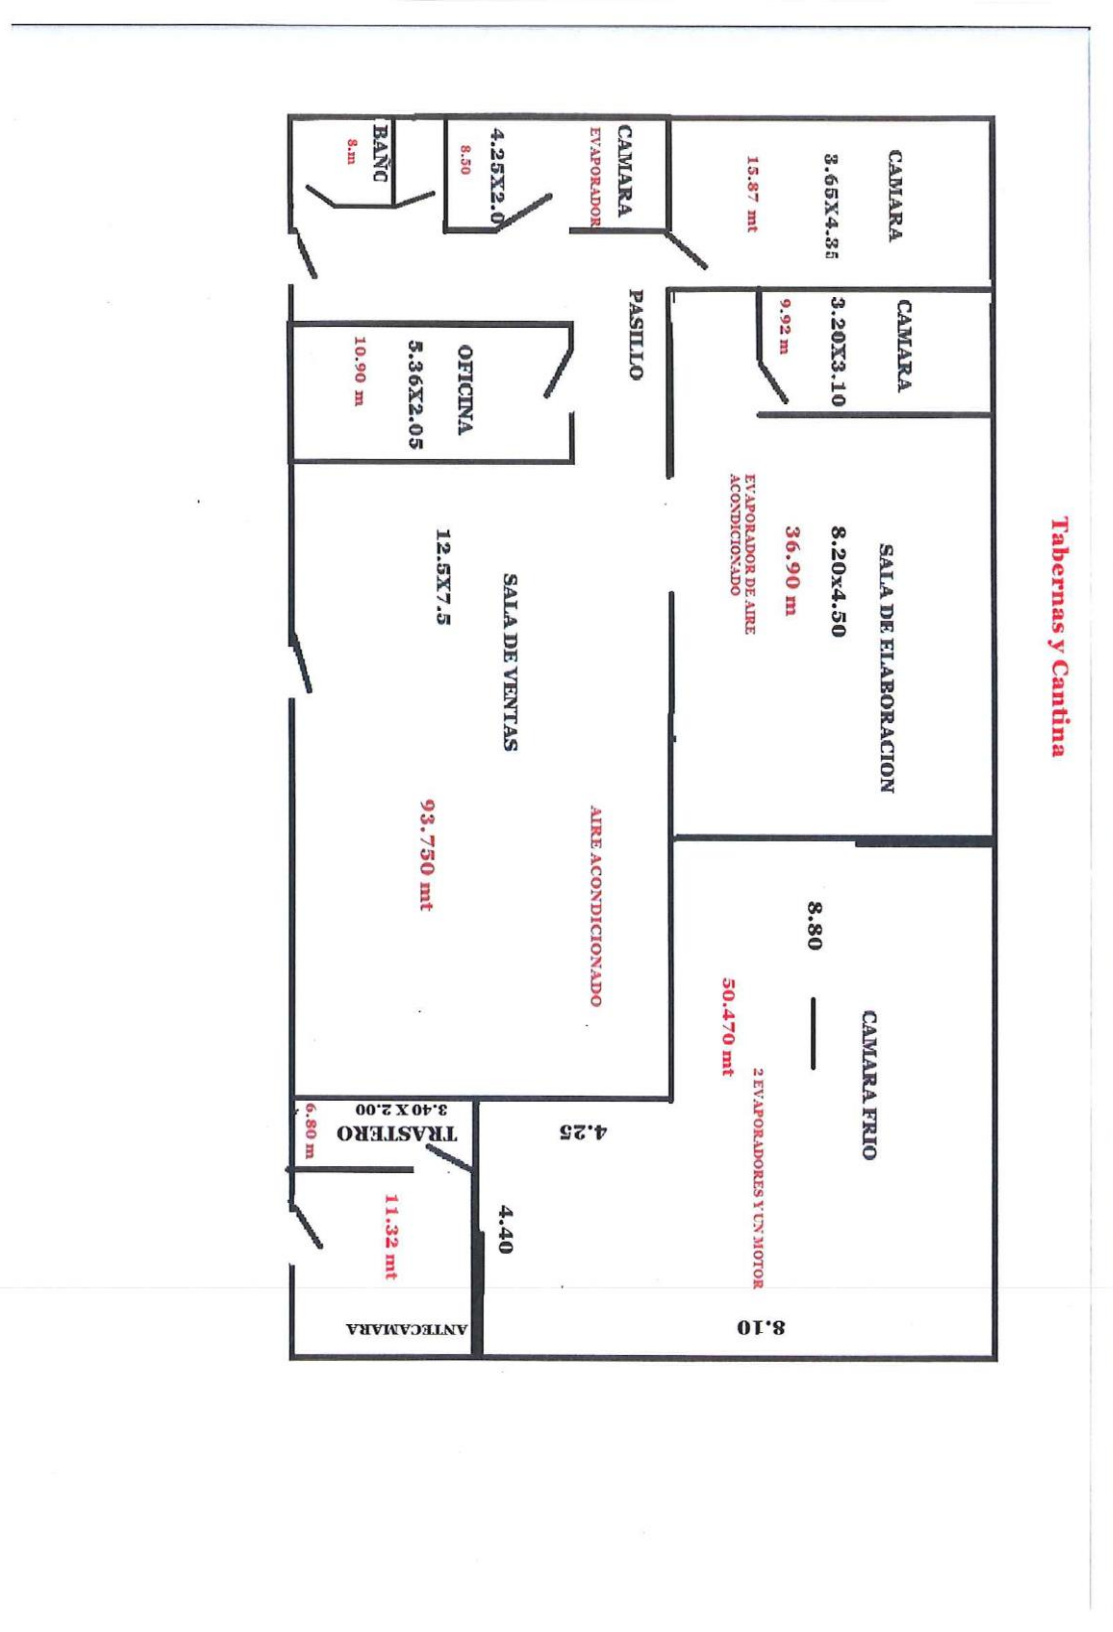 Tabernas y Cantina
CAMARA
3.65X4.35
15.87 mt
CAMARA
3.20X3.10
9.92 m
SALA DE ELABORACION
8.20x4.50
36.90 m
EVAPORADOR DE AIRE
ACONDICIONADO
CAMARA FRIO
8.80
50.470 mt
2 EVAPORADORES Y UN MOTOR
8.10
4.25
4.40
CAMARA
EVAPORADOR
4.25X2.0
8.50
PASILLO
BAÑO
8.m
OFICINA
5.36X2.05
10.90 m
SALA DE VENTAS
12.5X7.5
93.750 mt
AIRE ACONDICIONADO
3.40 X 2.00
TRASTERO
6.80 m
11.32 mt
ANTECAMARA